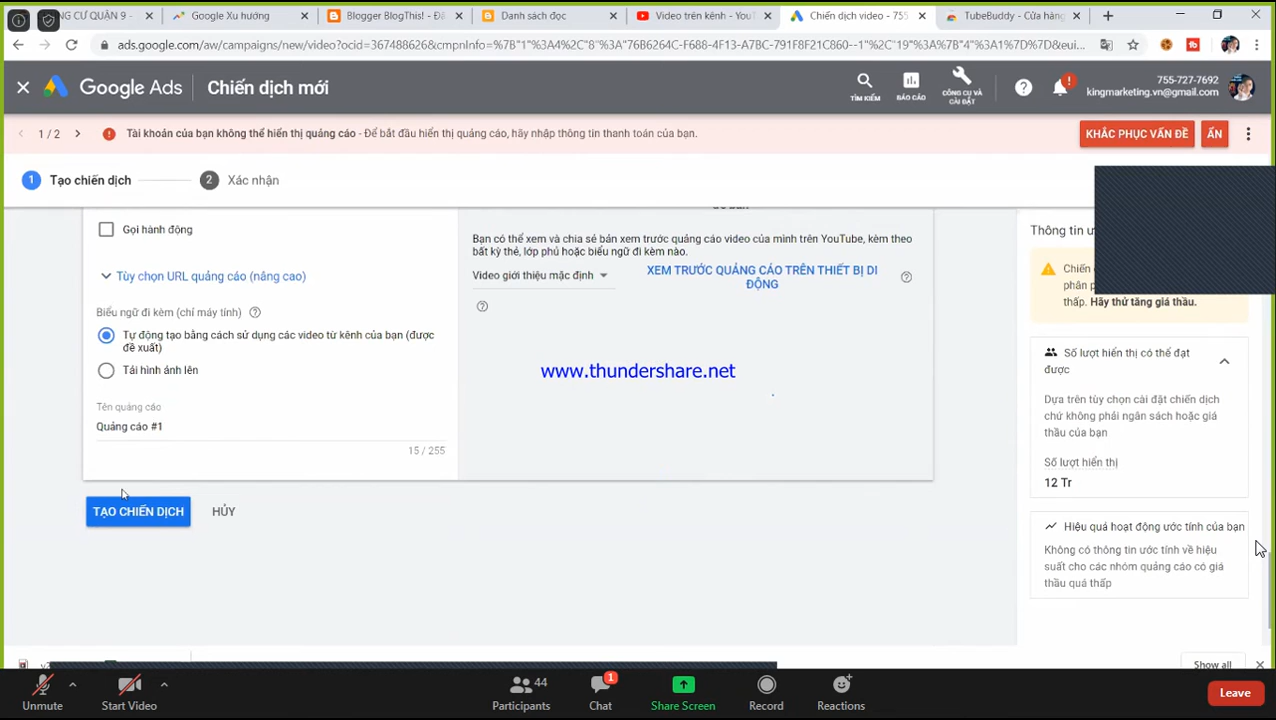 NG CƯ QUẬN 9 -
Google Xu hướng
Blogger BlogThis! - Đă
Danh sách đọc
Video trên kênh - YouT
Chiến dịch video - 755
TubeBuddy - Cửa hàng
ads.google.com/aw/campaigns/new/video?ocid=367488626&cmpnInfo=%7B"1"%3A4%2C"8"%3A"76B6264C-F688-4F13-A7BC-791F8F21C860--1"%2C"19"%3A%7B"4"%3A1%7D%7D&eui...
Google Ads
Chiến dịch mới
TÌM KIẾM
BÁO CÁO
CÔNG CỤ VÀ
CÀI ĐẶT
755-727-7692
kingmarketing.vn@gmail.com
1 / 2
Tài khoản của bạn không thể hiển thị quảng cáo - Để bắt đầu hiển thị quảng cáo, hãy nhập thông tin thanh toán của bạn.
KHẮC PHỤC VẤN ĐỀ
ẨN
1 Tạo chiến dịch
2 Xác nhận
Gọi hành động
Tùy chọn URL quảng cáo (nâng cao)
Biểu ngữ đi kèm (chỉ máy tính)
Tự động tạo bằng cách sử dụng các video từ kênh của bạn (được
đề xuất)
Tải hình ảnh lên
Tên quảng cáo
Quảng cáo #1
15 / 255
Bạn có thể xem và chia sẻ bản xem trước quảng cáo video của mình trên YouTube, kèm theo
bất kỳ thẻ, lớp phủ hoặc biểu ngữ đi kèm nào.
Video giới thiệu mặc định
XEM TRƯỚC QUẢNG CÁO TRÊN THIẾT BỊ DI
ĐỘNG
www.thundershare.net
TẠO CHIẾN DỊCH
HỦY
Thông tin ư
Chiến
phân
thấp. Hãy thử tăng giá thầu.
Số lượt hiển thị có thể đạt
được
Dựa trên tùy chọn cài đặt chiến dịch
chứ không phải ngân sách hoặc giá
thầu của bạn
Số lượt hiển thị
12 Tr
Hiệu quả hoạt động ước tính của bạn
Không có thông tin ước tính về hiệu
suất cho các nhóm quảng cáo có giá
thầu quá thấp
Show all
Unmute
Start Video
44
Participants
1
Chat
Share Screen
Record
Reactions
Leave